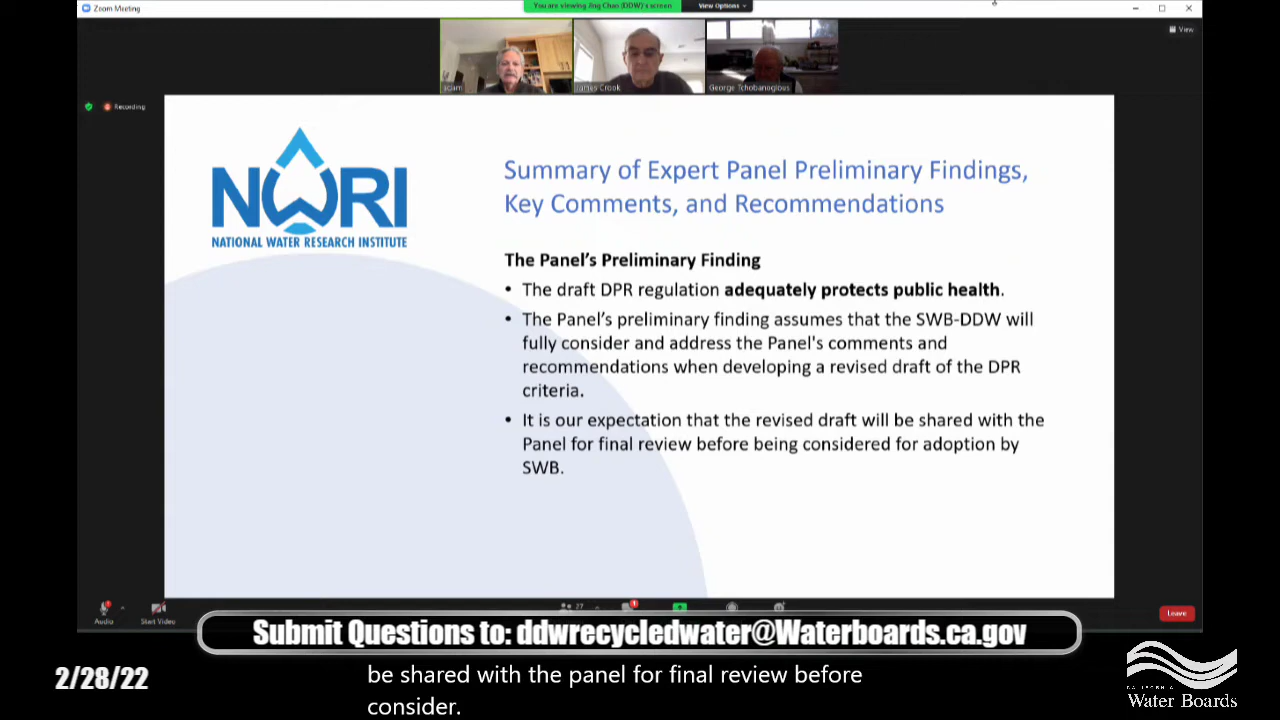 Zoom Meeting
You are viewing Jing Chao (DDW)'s screen
View Options
View
adam
James Crook
George Tchobanoglous
Recording
NWRI
NATIONAL WATER RESEARCH INSTITUTE
Summary of Expert Panel Preliminary Findings,
Key Comments, and Recommendations
The Panel's Preliminary Finding
• The draft DPR regulation adequately protects public health.
• The Panel's preliminary finding assumes that the SWB-DDW will
fully consider and address the Panel's comments and
recommendations when developing a revised draft of the DPR
criteria.
• It is our expectation that the revised draft will be shared with the
Panel for final review before being considered for adoption by
SWB.
Audio
Start Video
27
1
Leave
Submit Questions to: ddwrecycledwater@Waterboards.ca.gov
2/28/22
be shared with the panel for final review before
consider.
CALIFORNIA
Water Boards